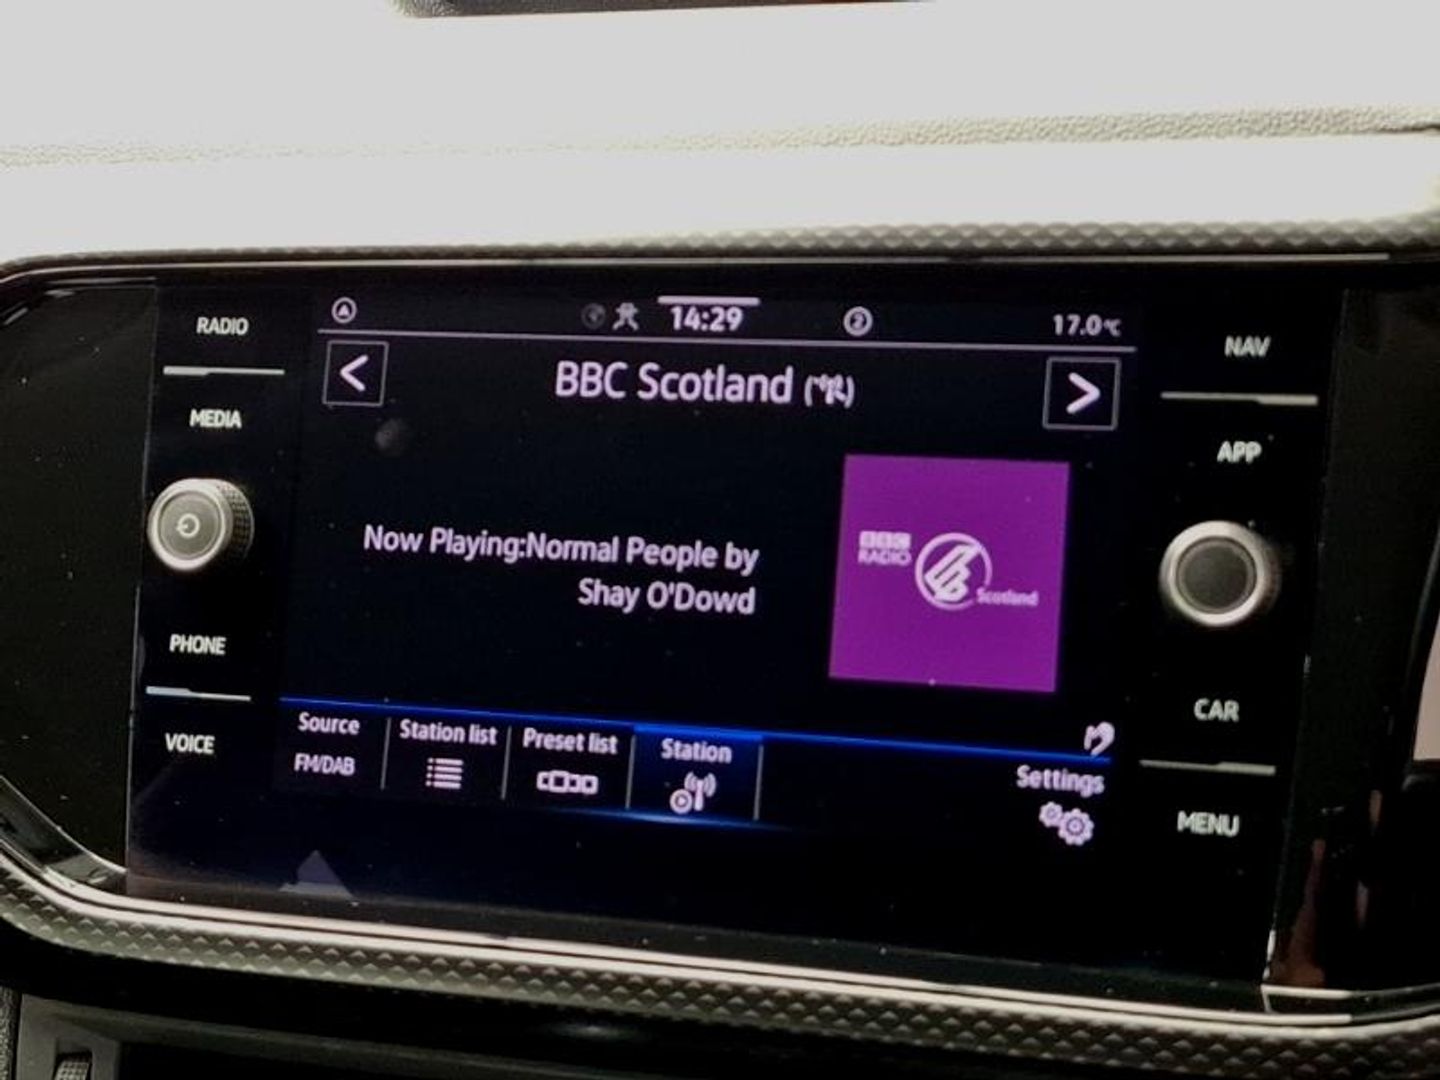 RADIO
MEDIA
PHONE
VOICE
14:29
2
17.0°C
BBC Scotland
Now Playing:Normal People by
Shay O'Dowd
BBC
RADIO
Scotland
Source
FM/DAB
Station list
Preset list
Station
Settings
NAV
APP
CAR
MENU